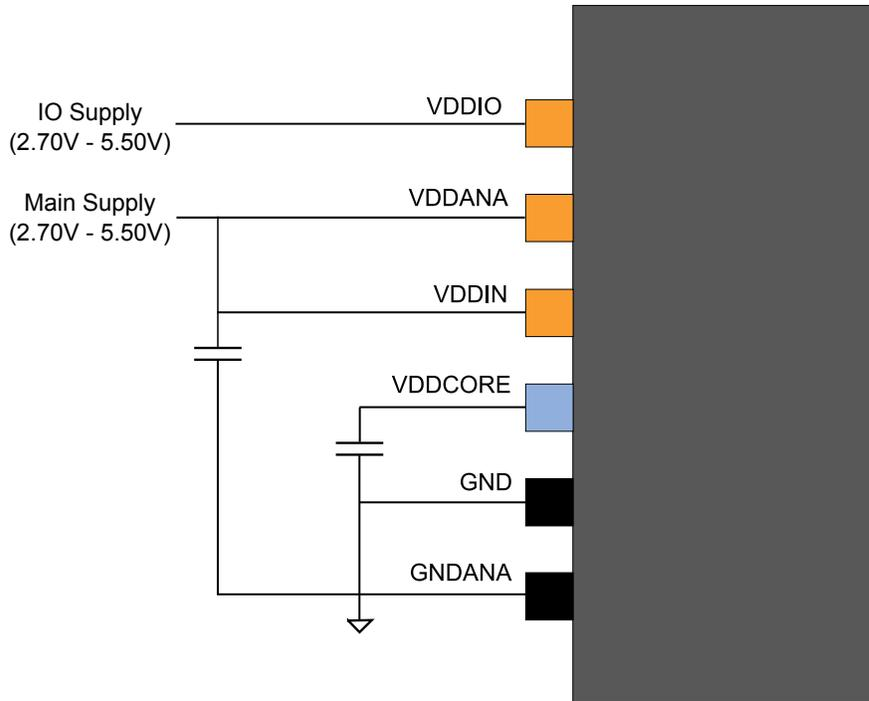 IO Supply
(2.70V - 5.50V)
VDDIO
Main Supply
(2.70V - 5.50V)
VDDANA
VDDIN
VDDCORE
GND
GNDANA